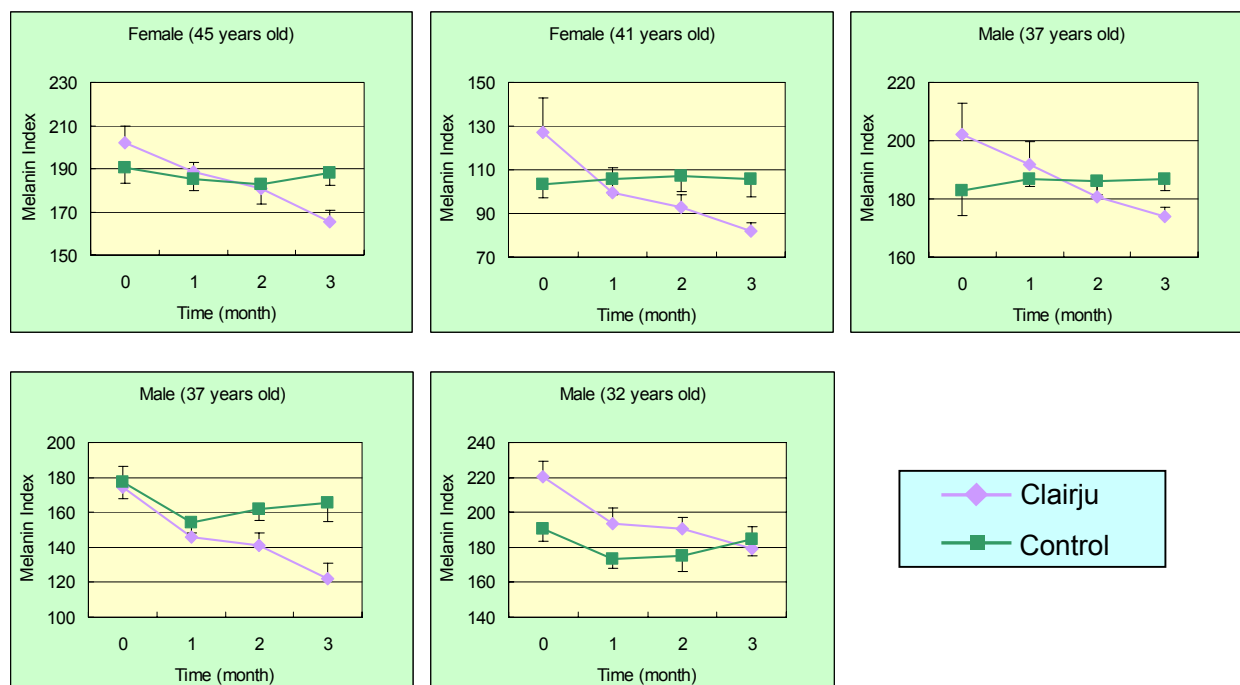 Female (45 years old)
Melanin Index
230
210
190
170
150
0 1 2 3
Time (month)
Female (41 years old)
Melanin Index
150
130
110
90
70
0 1 2 3
Time (month)
Male (37 years old)
Melanin Index
220
200
180
160
0 1 2 3
Time (month)
Male (37 years old)
Melanin Index
200
180
160
140
120
100
0 1 2 3
Time (month)
Male (32 years old)
Melanin Index
240
220
200
180
160
140
0 1 2 3
Time (month)
Clairju
Control